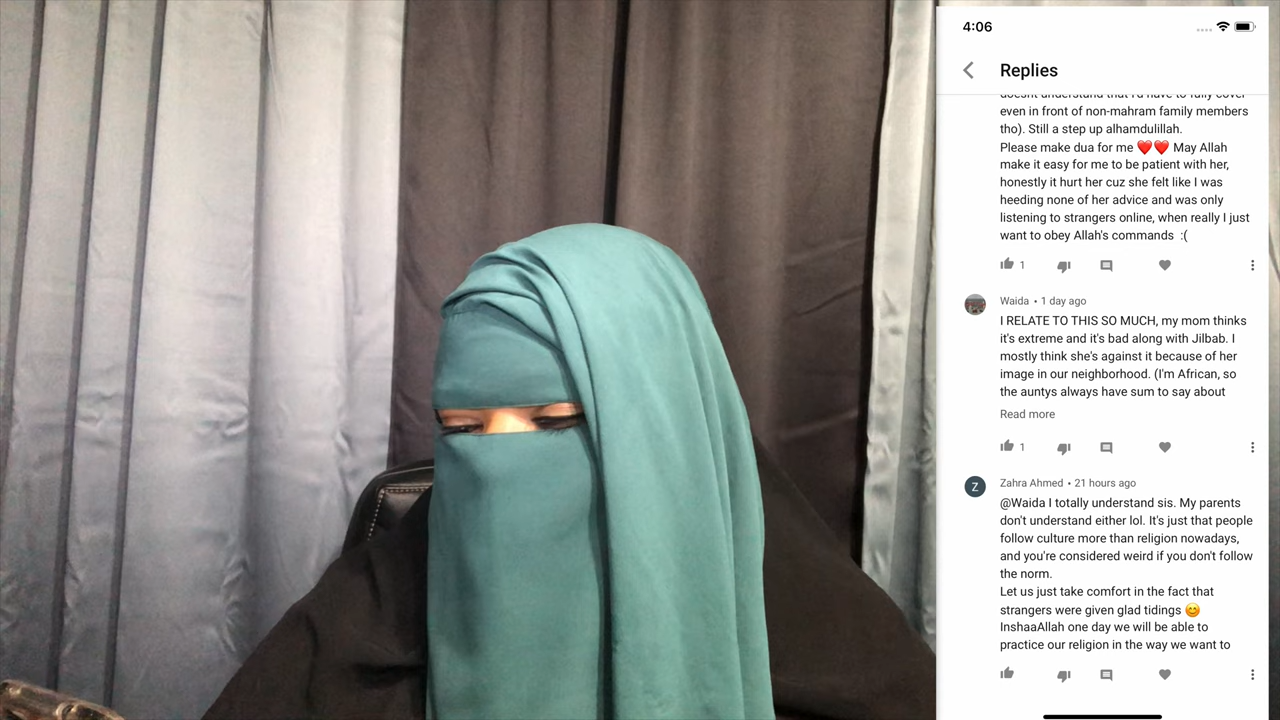 4:06
Replies
doesnt understand that I'd have to fully cover
even in front of non-mahram family members
tho). Still a step up alhamdulillah.
Please make dua for me ❤️❤️ May Allah
make it easy for me to be patient with her,
honestly it hurt her cuz she felt like I was
heeding none of her advice and was only
listening to strangers online, when really I just
want to obey Allah's commands :(
1
Waida • 1 day ago
I RELATE TO THIS SO MUCH, my mom thinks
it's extreme and it's bad along with Jilbab. I
mostly think she's against it because of her
image in our neighborhood. (I'm African, so
the auntys always have sum to say about
Read more
1
Z
Zahra Ahmed • 21 hours ago
@Waida I totally understand sis. My parents
don't understand either lol. It's just that people
follow culture more than religion nowadays,
and you're considered weird if you don't follow
the norm.
Let us just take comfort in the fact that
strangers were given glad tidings 😊
InshaaAllah one day we will be able to
practice our religion in the way we want to